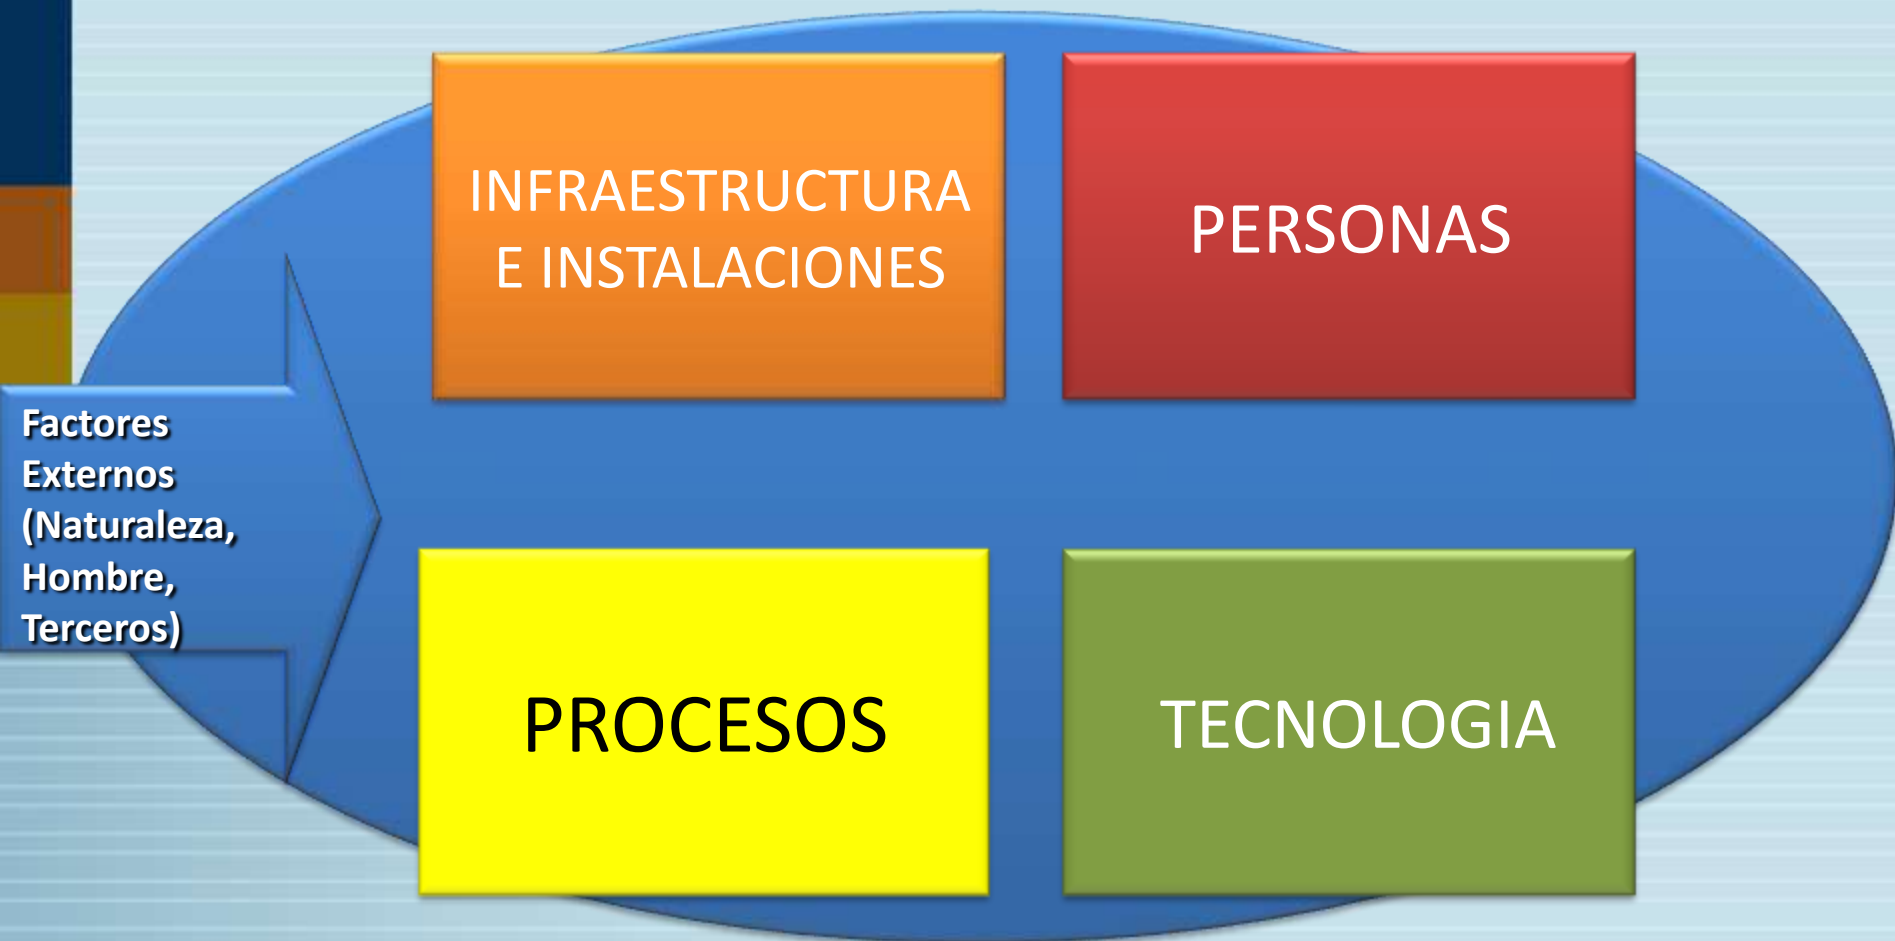 INFRAESTRUCTURA
E INSTALACIONES
PERSONAS
Factores
Externos
(Naturaleza,
Hombre,
Terceros)
PROCESOS
TECNOLOGIA